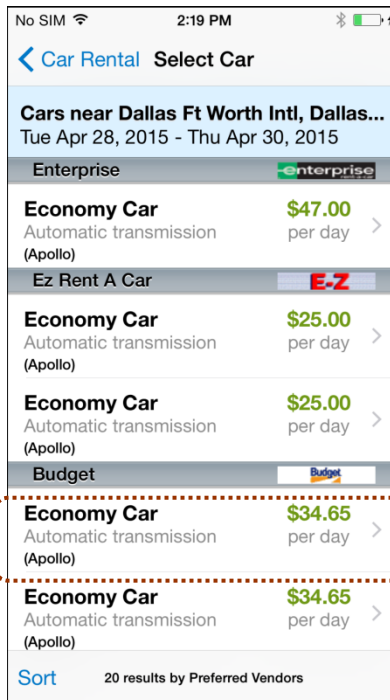 No SIM 2:19 PM
Car Rental Select Car
Cars near Dallas Ft Worth Intl, Dallas...
Tue Apr 28, 2015 - Thu Apr 30, 2015
Enterprise enterprise
Economy Car $47.00
Automatic transmission per day
(Apollo)
Ez Rent A Car E-Z
Economy Car $25.00
Automatic transmission per day
(Apollo)
Economy Car $25.00
Automatic transmission per day
(Apollo)
Budget Budget
Economy Car $34.65
Automatic transmission per day
(Apollo)
Economy Car $34.65
Automatic transmission per day
(Apollo)
Sort 20 results by Preferred Vendors